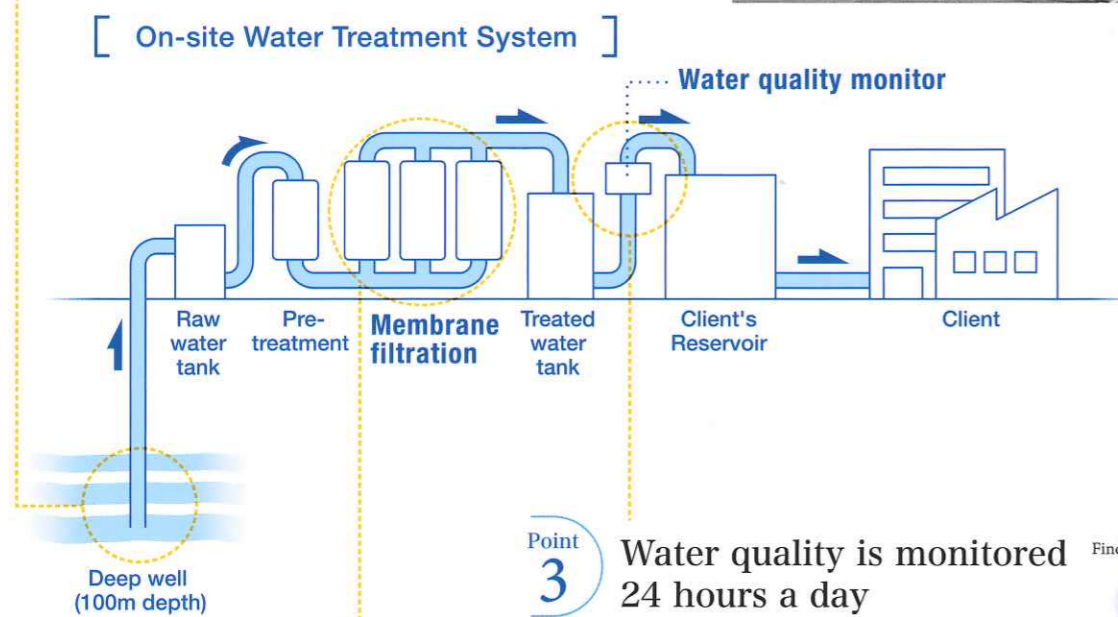 [ On-site Water Treatment System ]
Water quality monitor
Raw
water
tank
Pre-
treatment
Membrane
filtration
Treated
water
tank
Client's
Reservoir
Client
Deep well
(100m depth)
Point
3
Water quality is monitored
24 hours a day